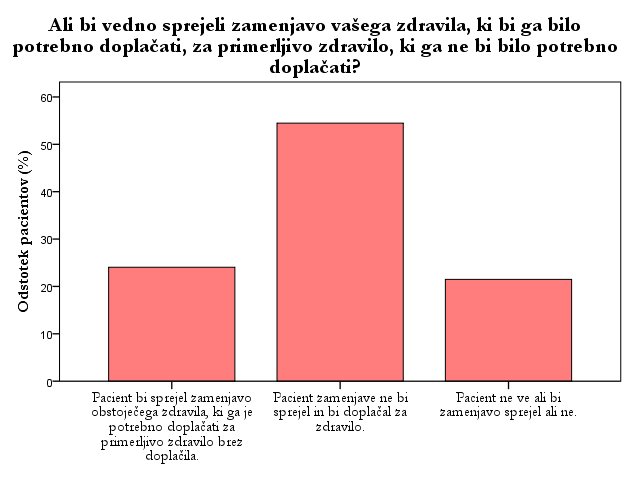 Ali bi vedno sprejeli zamenjavo vašega zdravila, ki bi ga bilo
potrebno doplačati, za primerljivo zdravilo, ki ga ne bi bilo potrebno
doplačati?
Odstotek pacientov (%)
60
50
40
30
20
10
0
Pacient bi sprejel zamenjavo
obstoječega zdravila, ki ga je
potrebno doplačati za
primerljivo zdravilo brez
doplačila.
Pacient zamenjave ne bi
sprejel in bi doplačal za
zdravilo.
Pacient ne ve ali bi
zamenjavo sprejel ali ne.